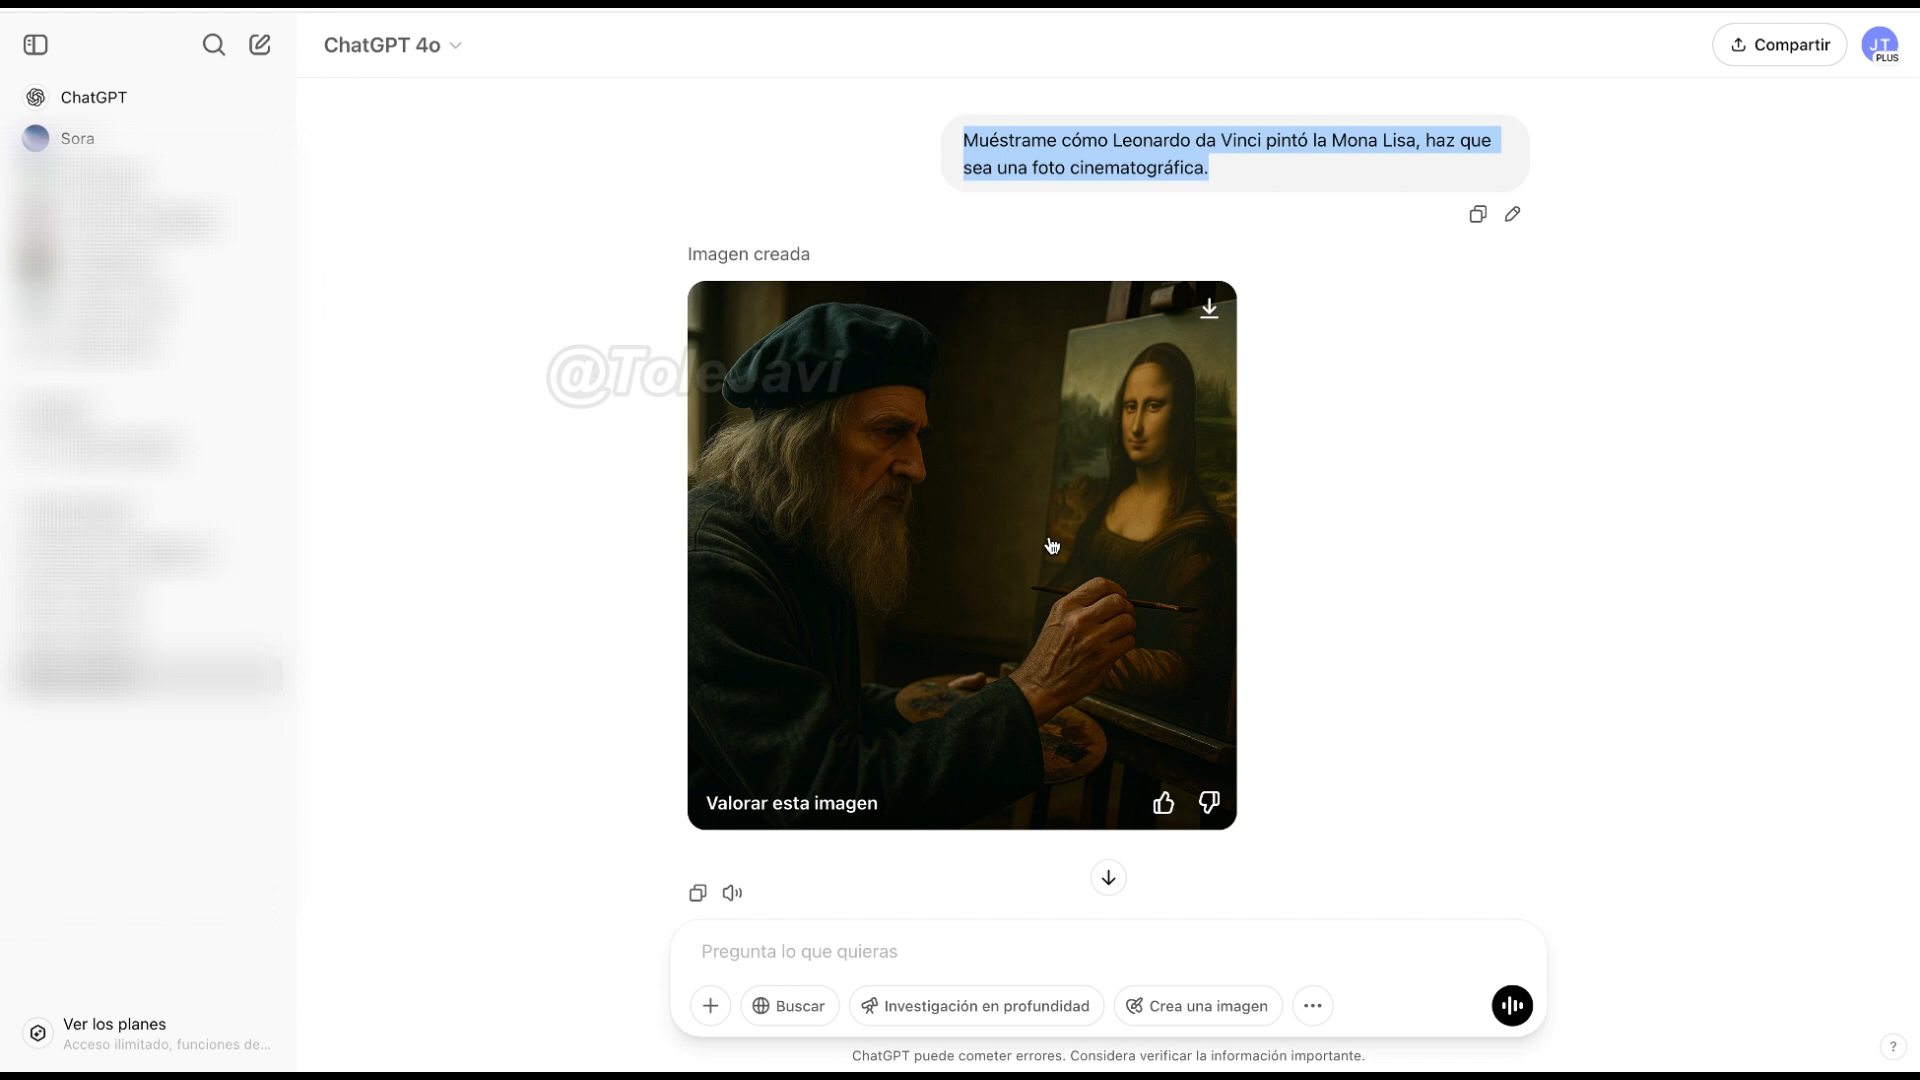 ChatGPT 4o
Compartir
JT
PLUS
ChatGPT
Sora
Muéstrame cómo Leonardo da Vinci pintó la Mona Lisa, haz que
sea una foto cinematográfica.
Imagen creada
Valorar esta imagen
Pregunta lo que quieras
Buscar
Investigación en profundidad
Crea una imagen
Ver los planes
Acceso ilimitado, funciones de...
ChatGPT puede cometer errores. Considera verificar la información importante.
?